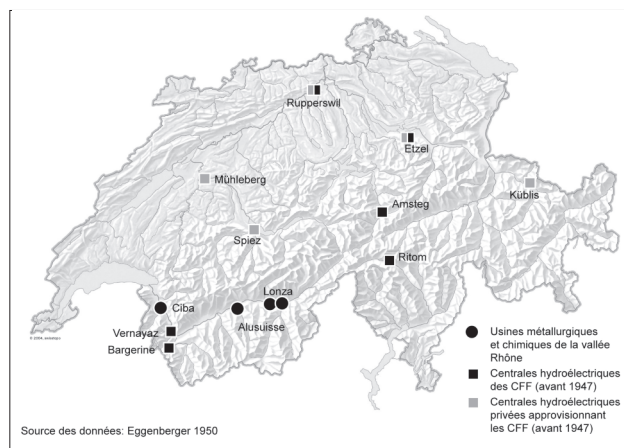 Rupperswil
Etzel
Mühleberg
Küblis
Amsteg
Spiez
Ritom
Lonza
Ciba
Alusuisse
Vernayaz
Bargerine
Usines métallurgiques
et chimiques de la vallée
Rhône
Centrales hydroélectriques
des CFF (avant 1947)
Centrales hydroélectriques
privées approvisionnant
les CFF (avant 1947)
Source des données: Eggenberger 1950